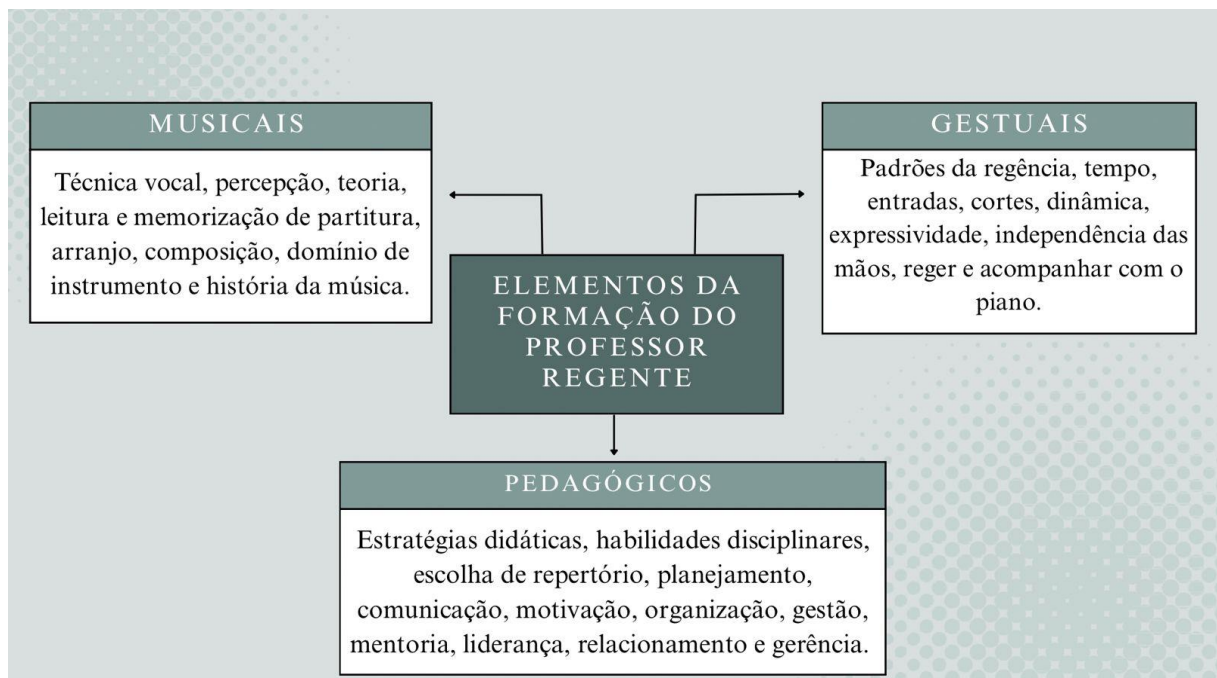 MUSICAIS
Técnica vocal, percepção, teoria,
leitura e memorização de partitura,
arranjo, composição, domínio de
instrumento e história da música.
GESTUAIS
Padrões da regência, tempo,
entradas, cortes, dinâmica,
expressividade, independência das
mãos, reger e acompanhar com o
piano.
ELEMENTOS DA
FORMAÇÃO DO
PROFESSOR
REGENTE
PEDAGÓGICOS
Estratégias didáticas, habilidades disciplinares,
escolha de repertório, planejamento,
comunicação, motivação, organização, gestão,
mentoria, liderança, relacionamento e gerência.